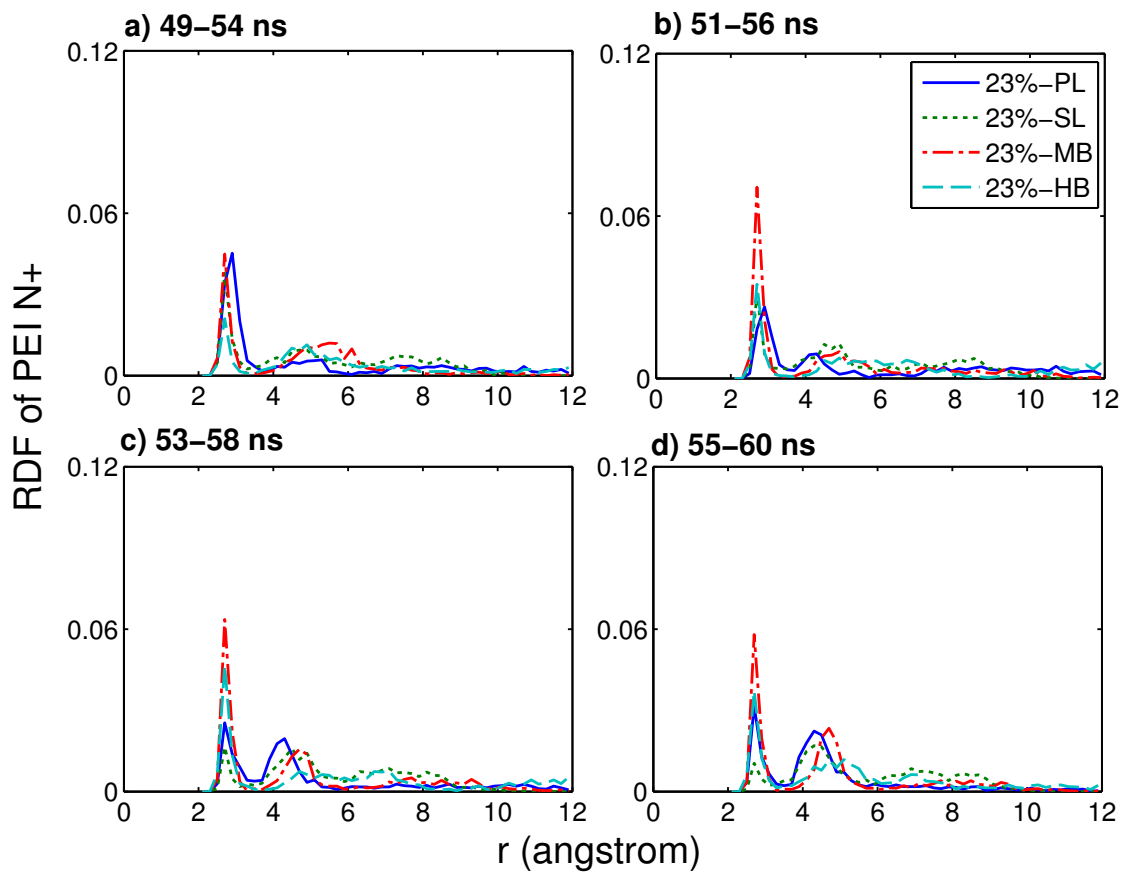 a) 49−54 ns
b) 51−56 ns
0.12
0.06
0
0 2 4 6 8 10 12
0.12
0.06
0
0 2 4 6 8 10 12
23%−PL
23%−SL
23%−MB
23%−HB
RDF of PEI N+
c) 53−58 ns
d) 55−60 ns
0.12
0.06
0
0 2 4 6 8 10 12
0.12
0.06
0
0 2 4 6 8 10 12
r (angstrom)